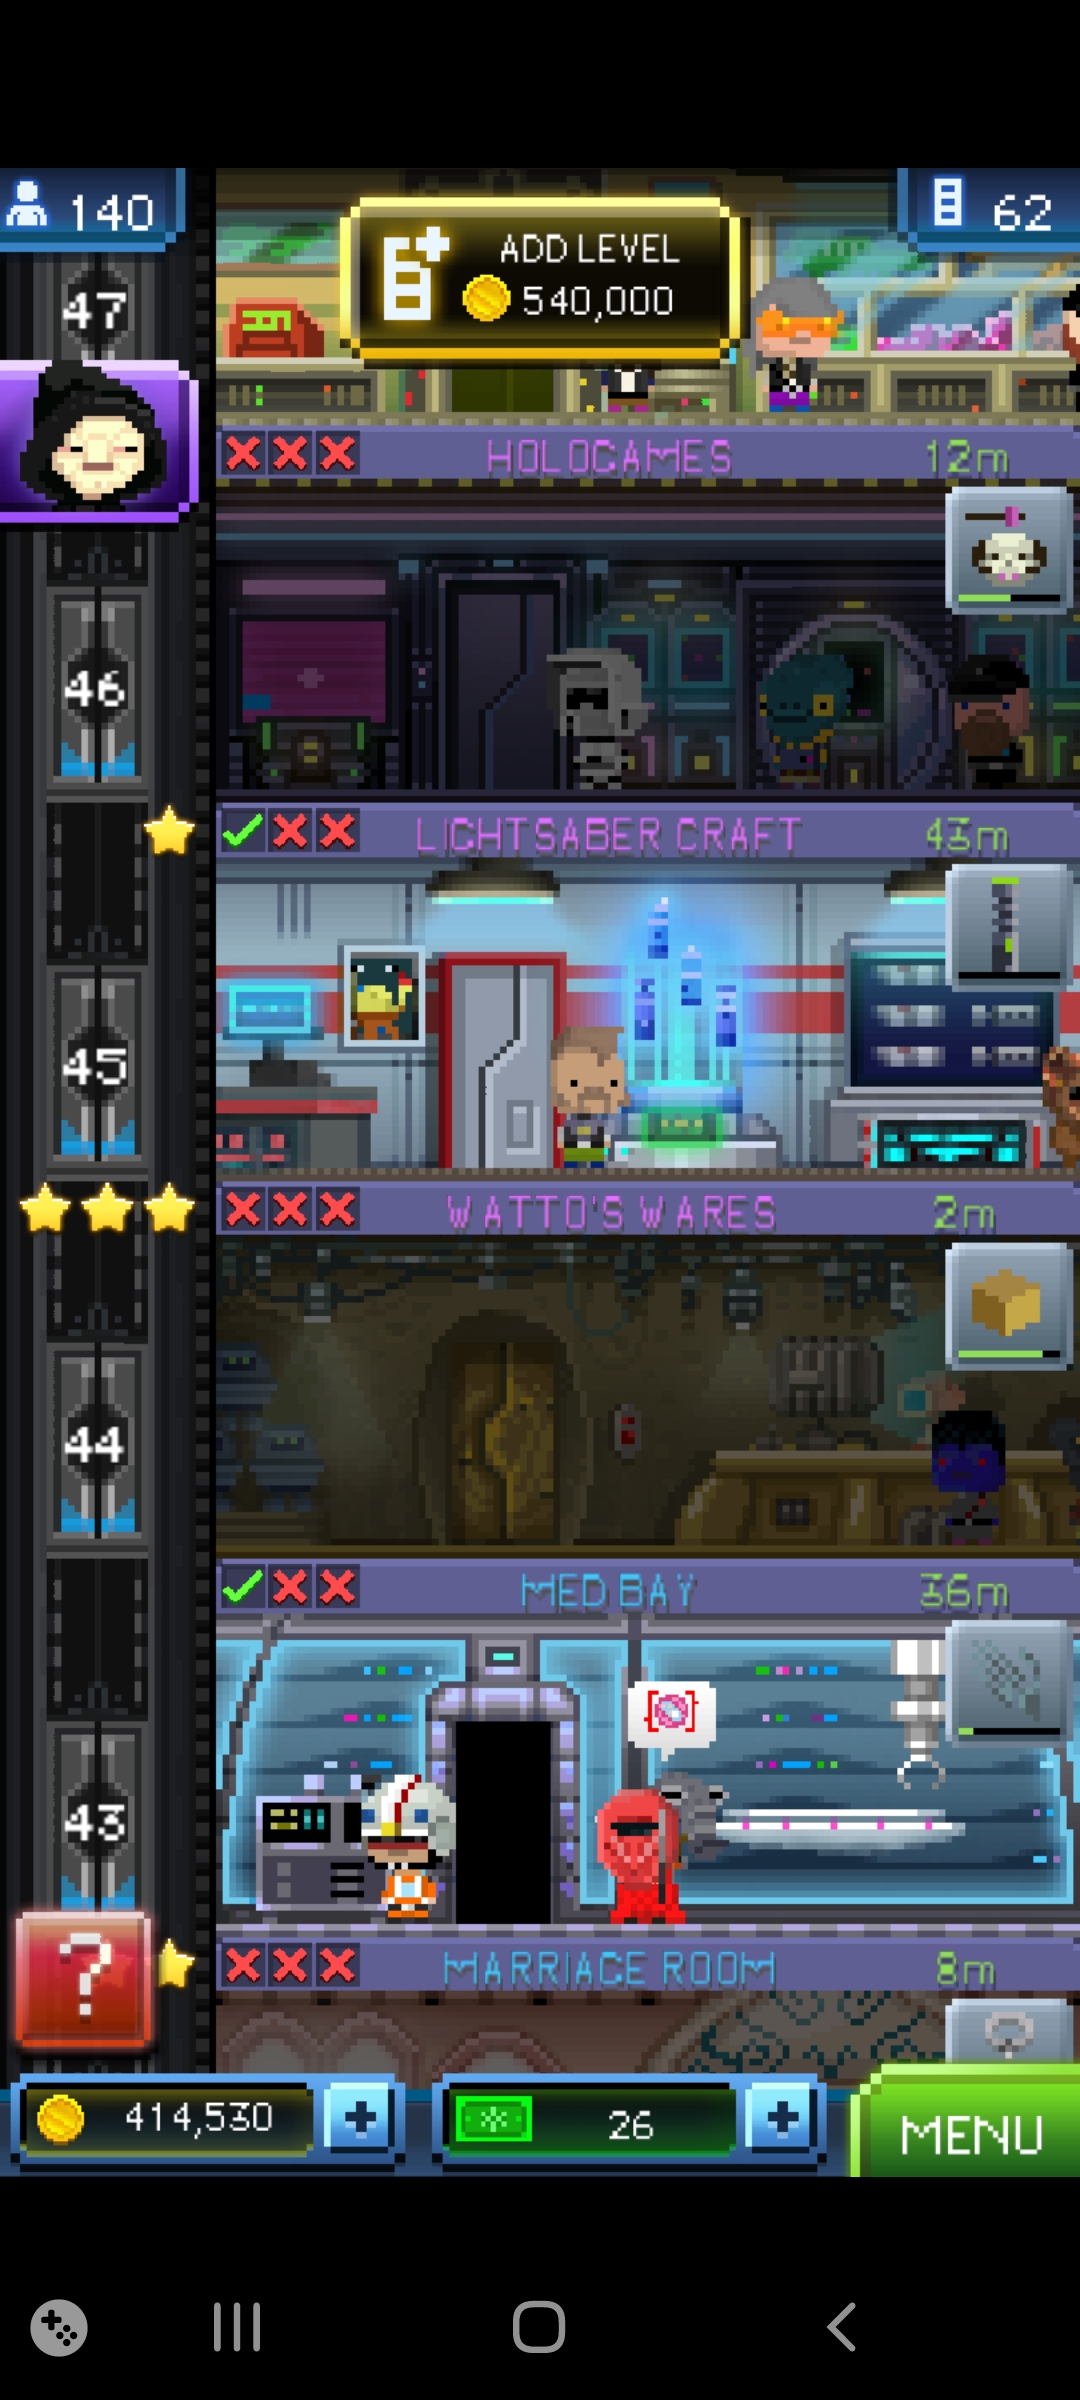 140
62
ADD LEVEL
540,000
47
HOLOGAMES
12m
46
LIGHTSABER CRAFT
43m
45
WATTO'S WARES
2m
44
MED BAY
36m
43
?
MARRIAGE ROOM
8m
414,530
+
26
+
MENU